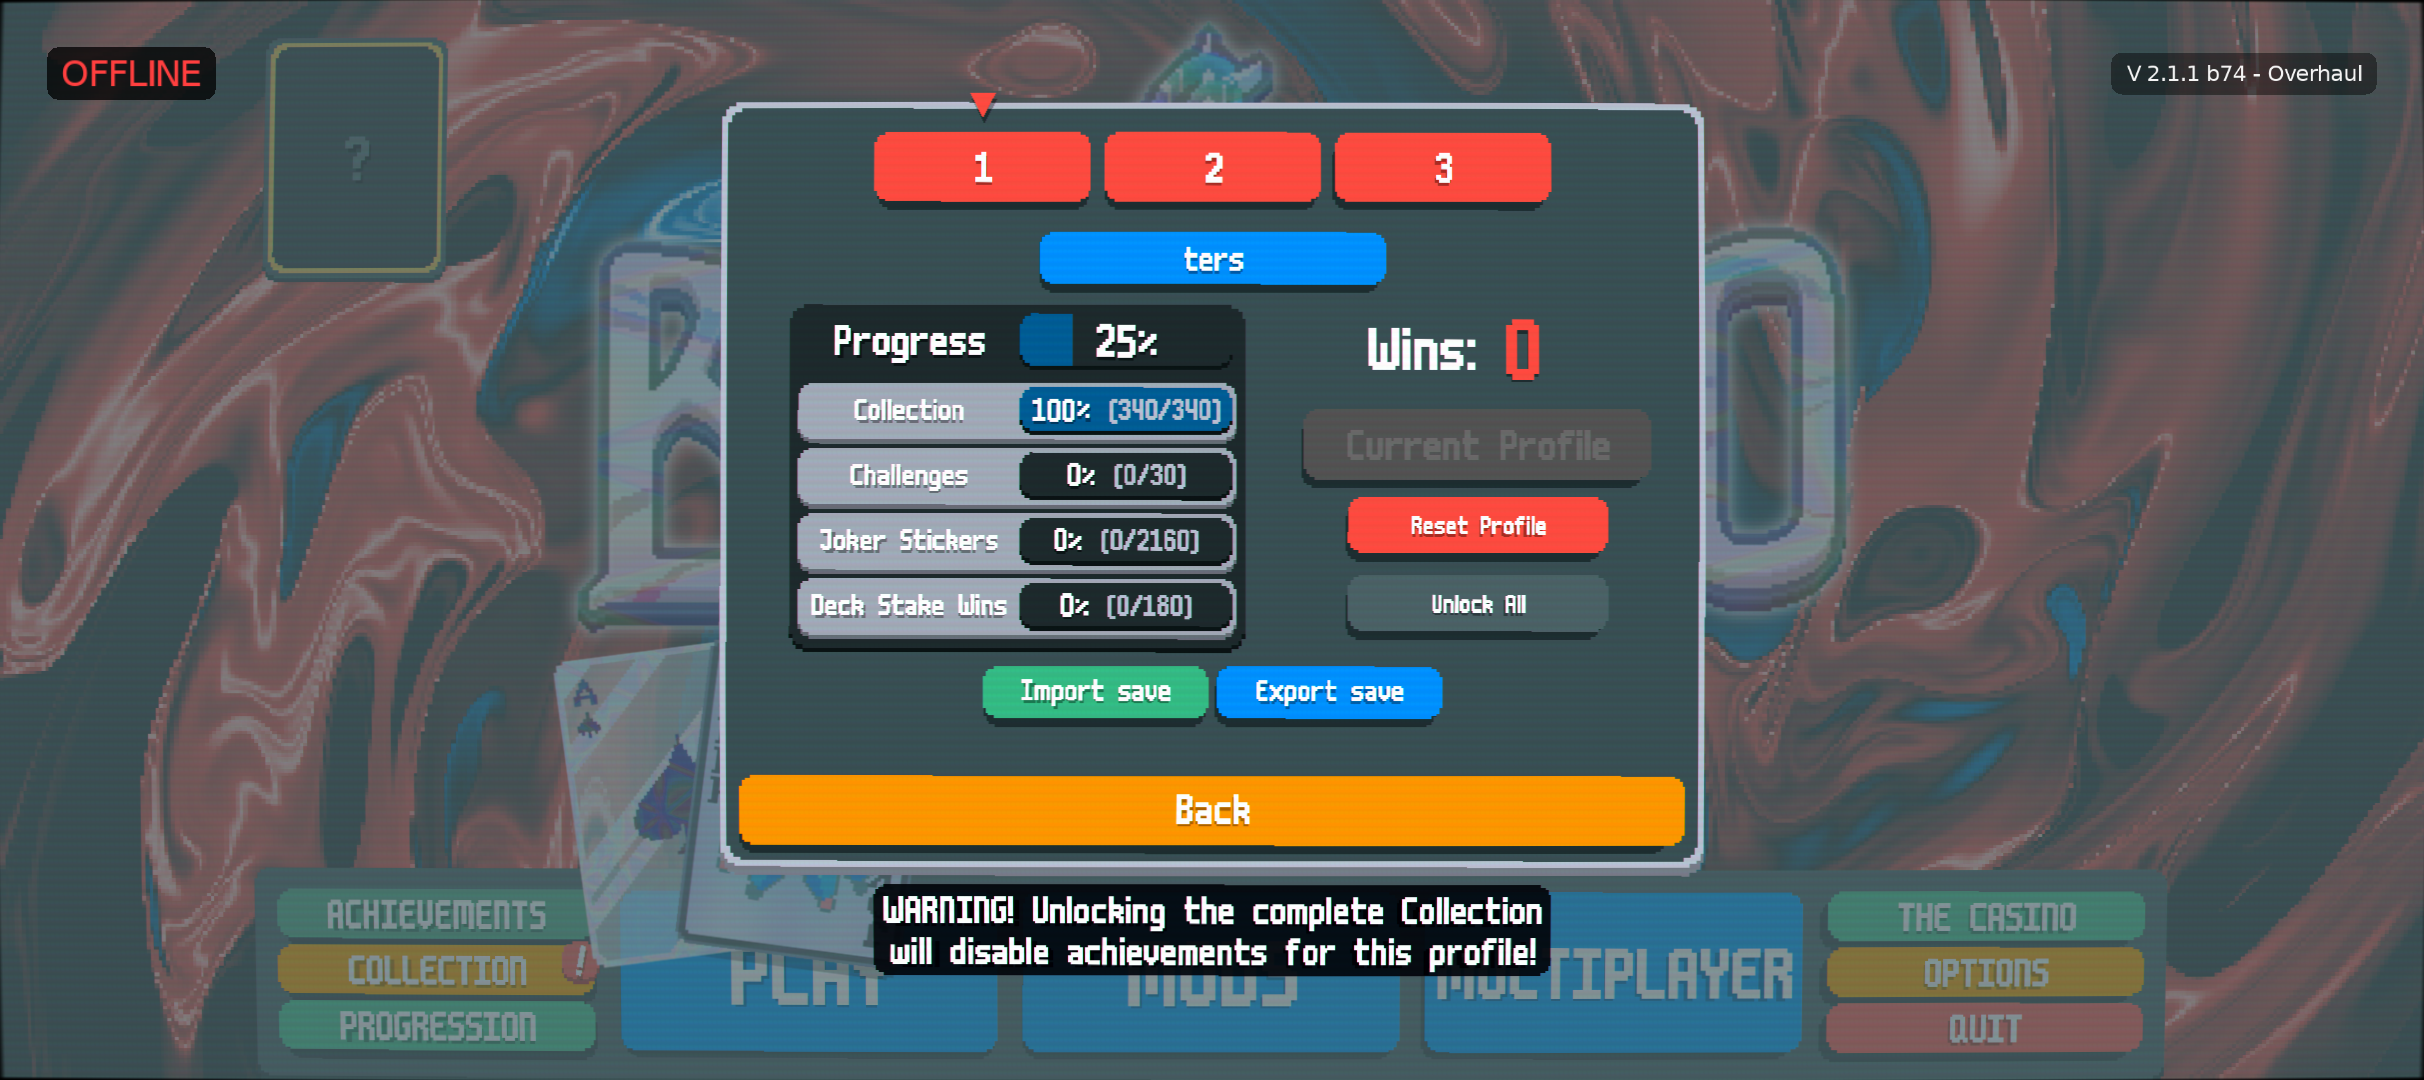 OFFLINE
V 2.1.1 b74 - Overhaul
?
1
2
3
ters
Progress 25%
Wins: 0
Collection 100% [340/340]
Challenges 0% [0/30]
Joker Stickers 0% [0/2160]
Deck Stake Wins 0% [0/180]
Current Profile
Reset Profile
Unlock All
Import save
Export save
Back
A
WARNING! Unlocking the complete Collection
will disable achievements for this profile!
ACHIEVEMENTS
COLLECTION
!
PROGRESSION
PLAY
MODS
MULTIPLAYER
THE CASINO
OPTIONS
QUIT